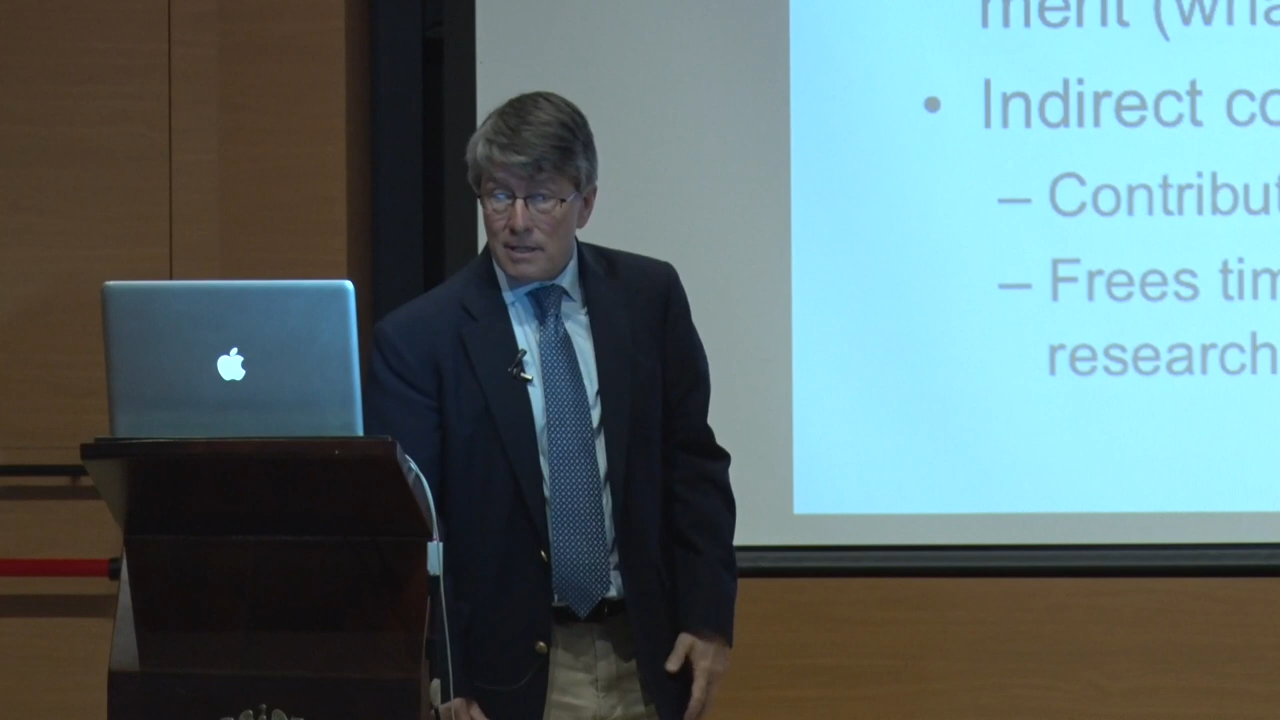 ment (wha
• Indirect co
– Contribut
– Frees tim
research